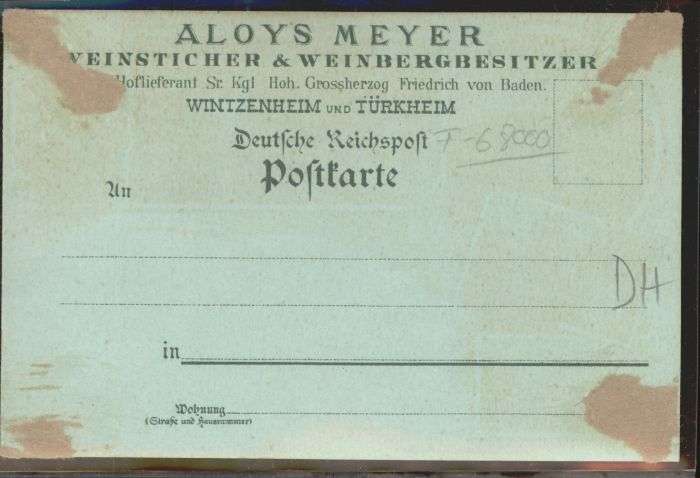 ALOYS MEYER
WEINSTICHER & WEINBERGBESITZER
Hoflieferant Sr. Kgl Hoh. Grossherzog Friedrich von Baden.
WINTZENHEIM UND TÜRKHEIM
Deutsche Reichspost
Postkarte
An
DH
in
Wohnung
(Straße und Hausnummer)